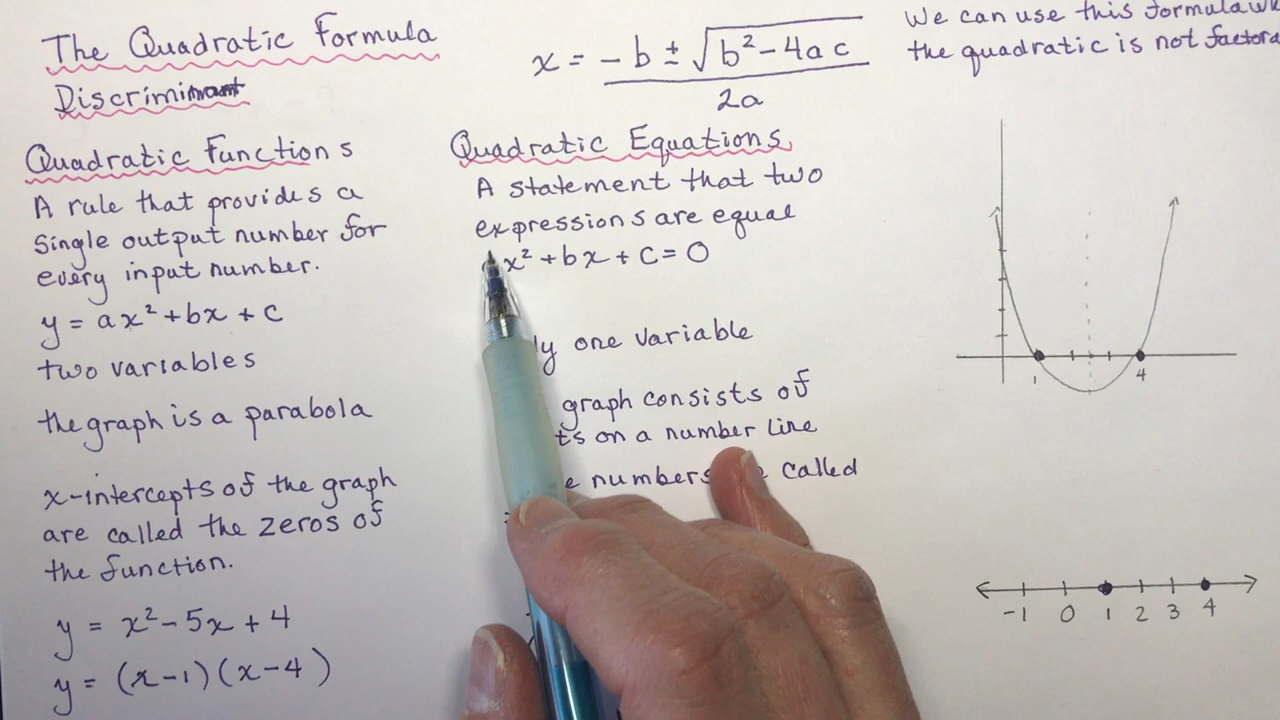 The Quadratic Formula
Discriminant
x = -b ± √b² - 4ac
2a
We can use this formula
the quadratic is not
Quadratic Functions
A rule that provides a
single output number for
every input number.
y = ax² + bx + c
two variables
the graph is a parabola
x-intercepts of the graph
are called the zeros of
the function.
y = x² - 5x + 4
y = (x-1)(x-4)
Quadratic Equations
A statement that two
expressions are equal
x² + bx + c = 0
one variable
graph consists of
on a number line
numbers called
1 4
-1 0 1 2 3 4